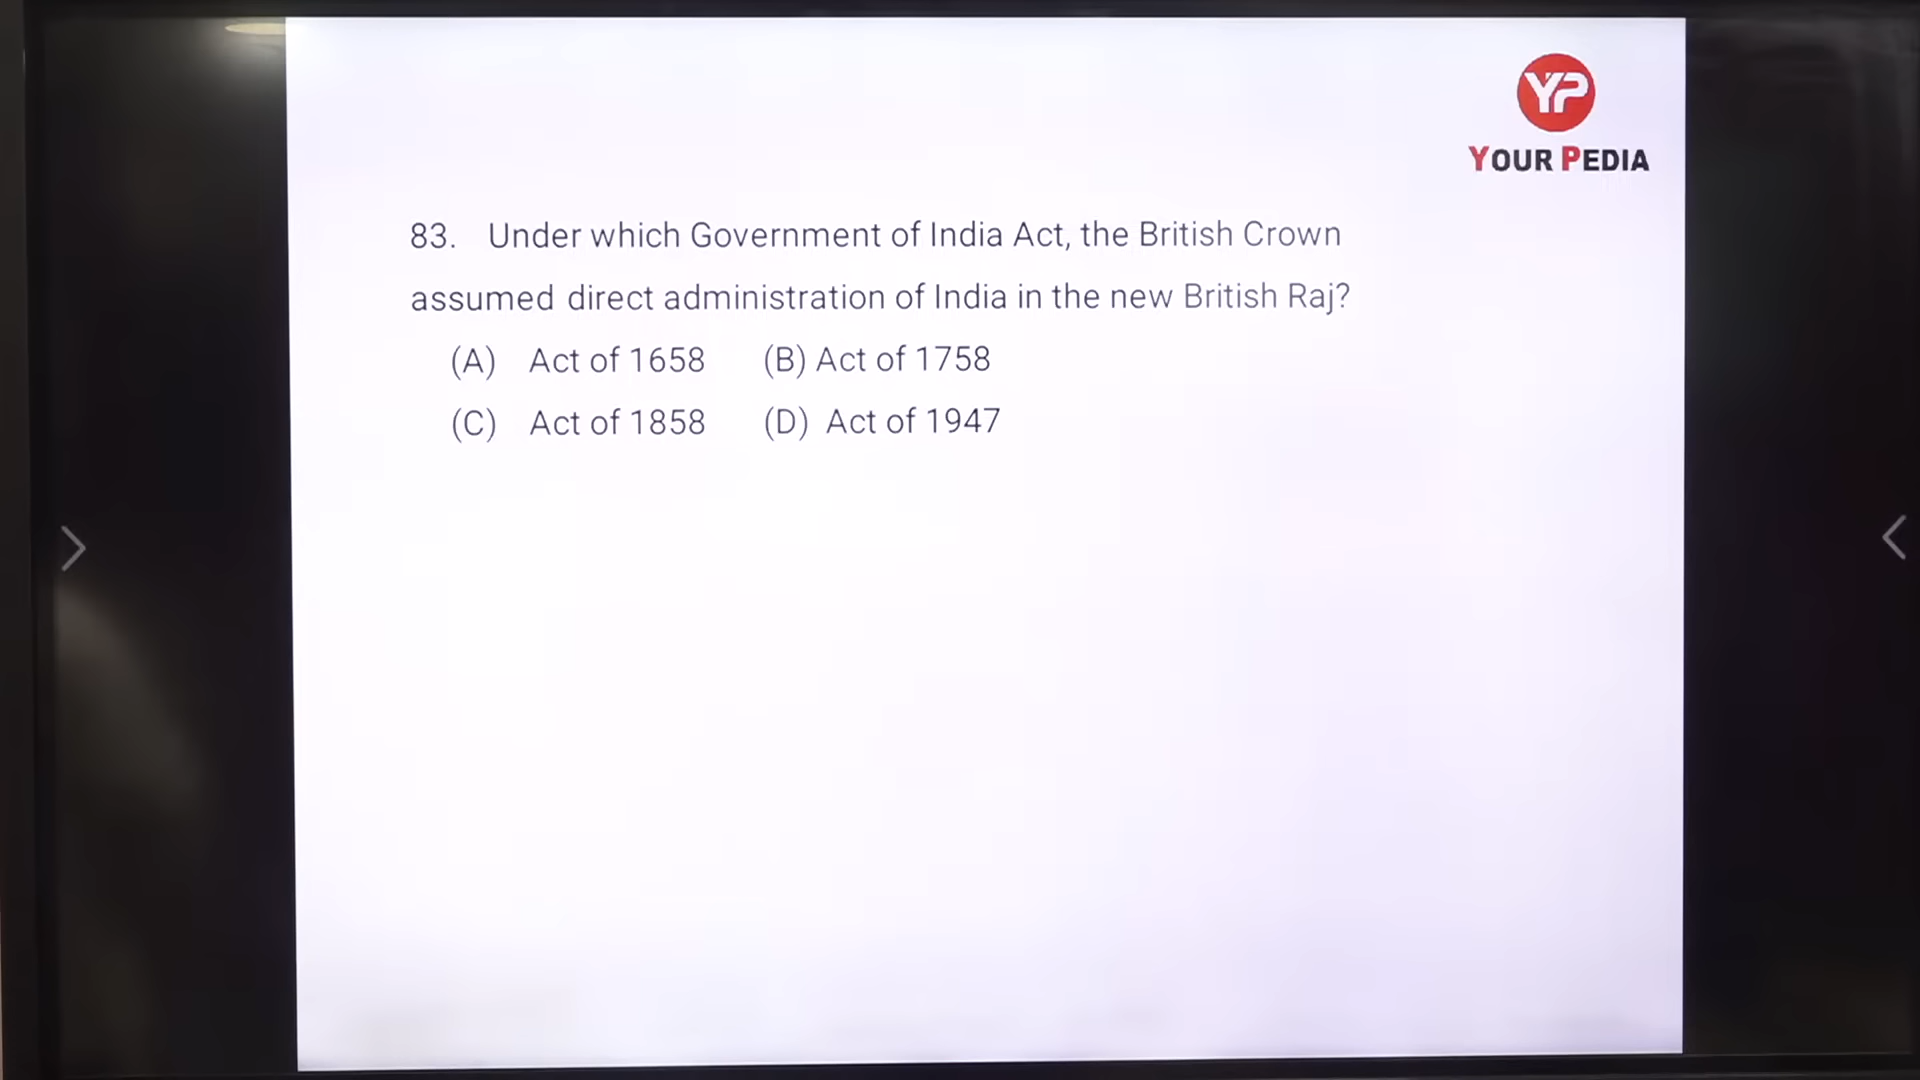 YP
YOUR PEDIA
83. Under which Government of India Act, the British Crown
assumed direct administration of India in the new British Raj?
(A) Act of 1658 (B) Act of 1758
(C) Act of 1858 (D) Act of 1947